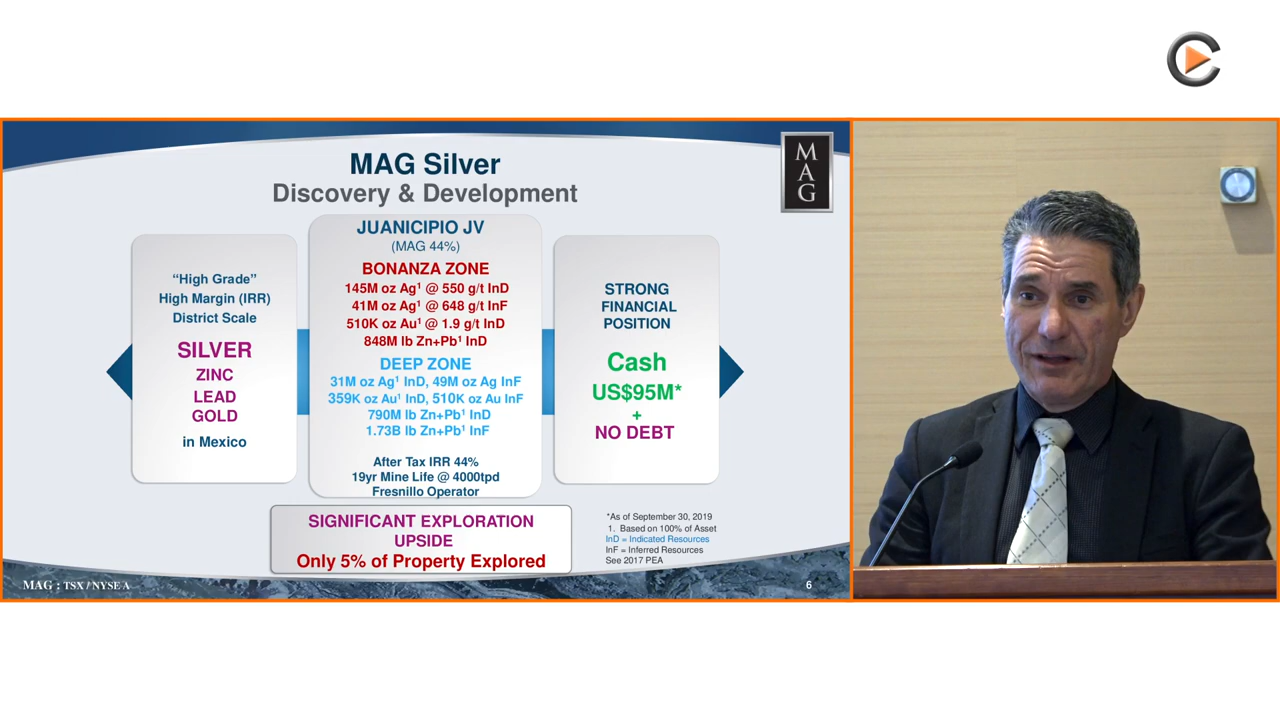 MAG Silver
Discovery & Development
M
A
G
“High Grade”
High Margin (IRR)
District Scale
SILVER
ZINC
LEAD
GOLD
in Mexico
JUANICIPIO JV
(MAG 44%)
BONANZA ZONE
145M oz Ag¹ @ 550 g/t InD
41M oz Ag¹ @ 648 g/t InF
510K oz Au¹ @ 1.9 g/t InD
848M lb Zn+Pb¹ InD
DEEP ZONE
31M oz Ag¹ InD, 49M oz Ag InF
359K oz Au¹ InD, 510K oz Au InF
790M lb Zn+Pb¹ InD
1.73B lb Zn+Pb¹ InF
After Tax IRR 44%
19yr Mine Life @ 4000tpd
Fresnillo Operator
STRONG
FINANCIAL
POSITION
Cash
US$95M*
+
NO DEBT
SIGNIFICANT EXPLORATION
UPSIDE
Only 5% of Property Explored
*As of September 30, 2019
1. Based on 100% of Asset
InD = Indicated Resources
InF = Inferred Resources
See 2017 PEA
MAG : TSX / NYSE A
6